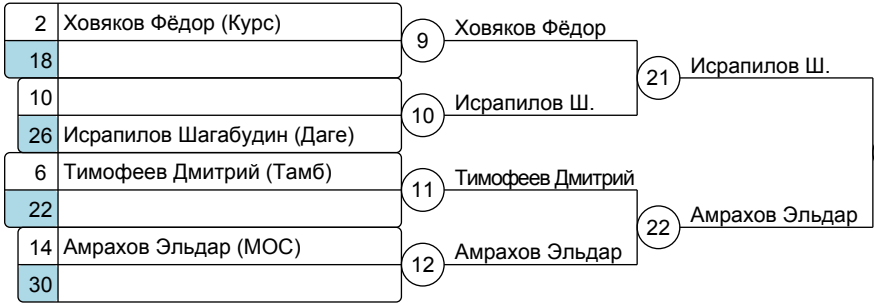 2 Ховяков Фёдор (Курс)
18
9 Ховяков Фёдор
10
26 Исрапилов Шагабудин (Даге)
10 Исрапилов Ш.
21 Исрапилов Ш.
6 Тимофеев Дмитрий (Тамб)
22
11 Тимофеев Дмитрий
14 Амрахов Эльдар (МОС)
30
12 Амрахов Эльдар
22 Амрахов Эльдар